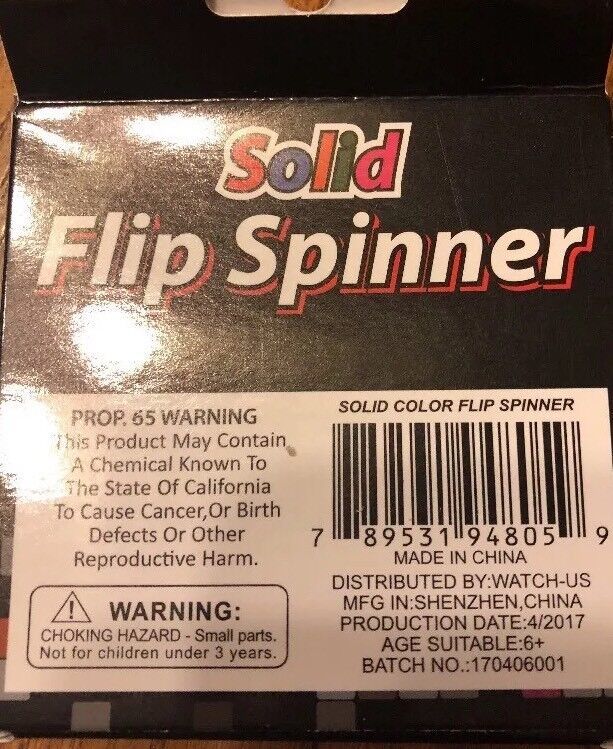 Solid
Flip Spinner
PROP. 65 WARNING
This Product May Contain
A Chemical Known To
The State Of California
To Cause Cancer,Or Birth
Defects Or Other
Reproductive Harm.
⚠ WARNING:
CHOKING HAZARD - Small parts.
Not for children under 3 years.
SOLID COLOR FLIP SPINNER
7 89531 94805 9
MADE IN CHINA
DISTRIBUTED BY:WATCH-US
MFG IN:SHENZHEN,CHINA
PRODUCTION DATE:4/2017
AGE SUITABLE:6+
BATCH NO.:170406001